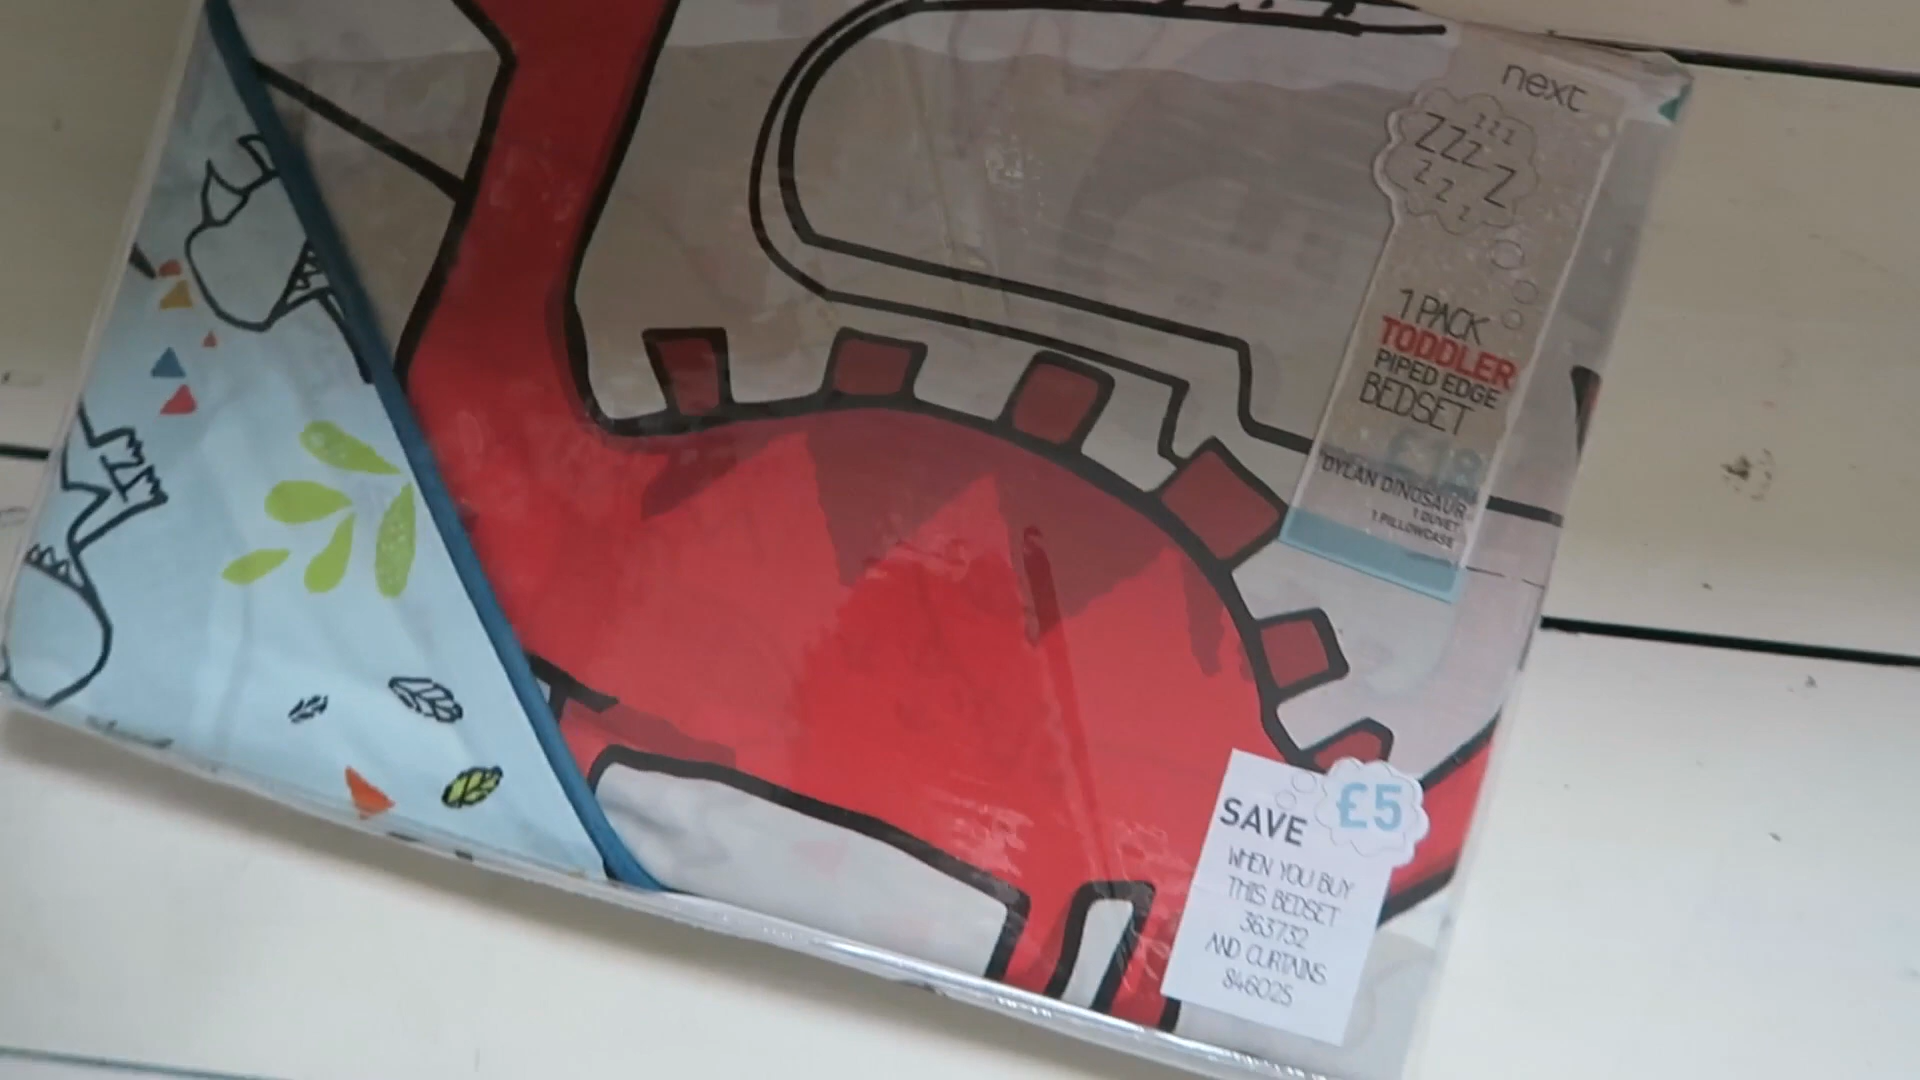 next
zzz
ZZZ Z
Z Z z
1 PACK
TODDLER
PIPED EDGE
BEDSET
£18
DYLAN DINOSAUR
1 DUVET
1 PILLOWCASE
SAVE £5
WHEN YOU BUY
THIS BEDSET
363732
AND CURTAINS
846025